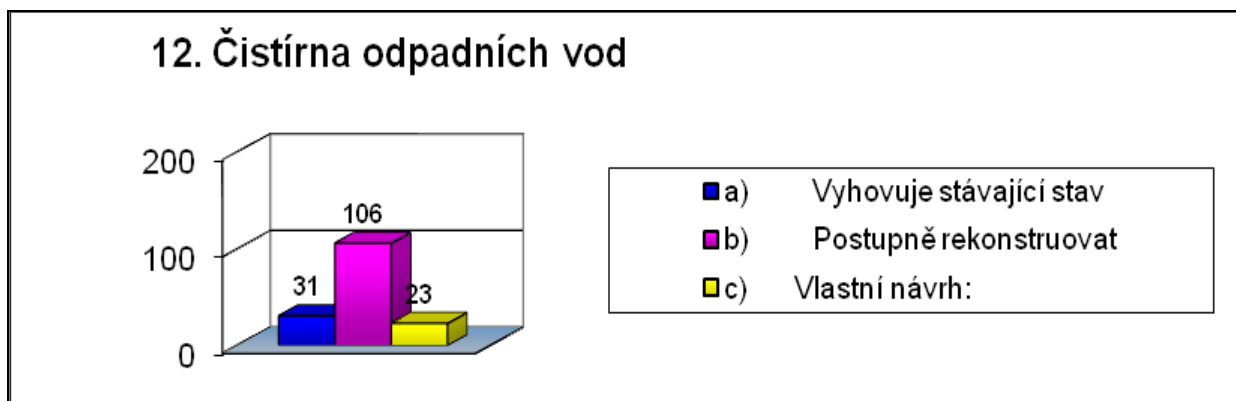 12. Čistírna odpadních vod
200
100
0
31
106
23
a) Vyhovuje stávající stav
b) Postupně rekonstruovat
c) Vlastní návrh: